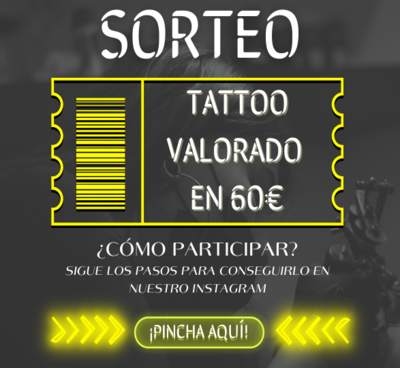 SORTEO
TATTOO
VALORADO
EN 60€
¿CÓMO PARTICIPAR?
SIGUE LOS PASOS PARA CONSEGUIRLO EN
NUESTRO INSTAGRAM
¡PINCHA AQUÍ!